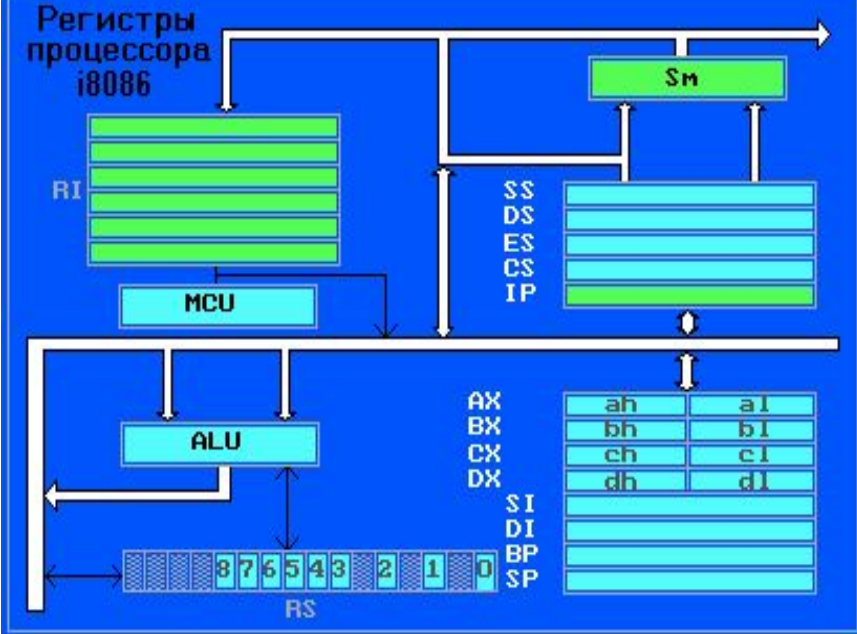 Регистры
процессора
i8086
Sm
RI
SS
DS
ES
CS
IP
MCU
ALU
AX ah al
BX bh bl
CX ch cl
DX dh dl
SI
DI
BP
SP
8 7 6 5 4 3 2 1 0
RS